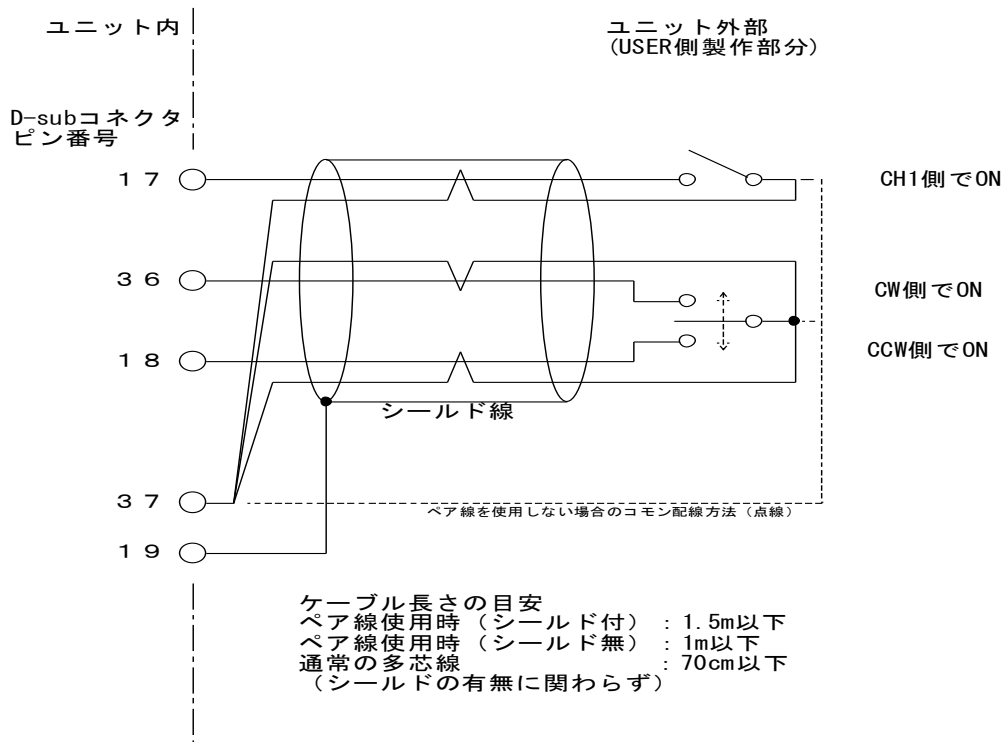 ユニット内
ユニット外部
(USER側製作部分)
D-subコネクタ
ピン番号
17
CH1側でON
36
CW側でON
18
CCW側でON
シールド線
37
ペア線を使用しない場合のコモン配線方法（点線）
19
ケーブル長さの目安
ペア線使用時（シールド付）：1.5m以下
ペア線使用時（シールド無）：1m以下
通常の多芯線：70cm以下
（シールドの有無に関わらず）